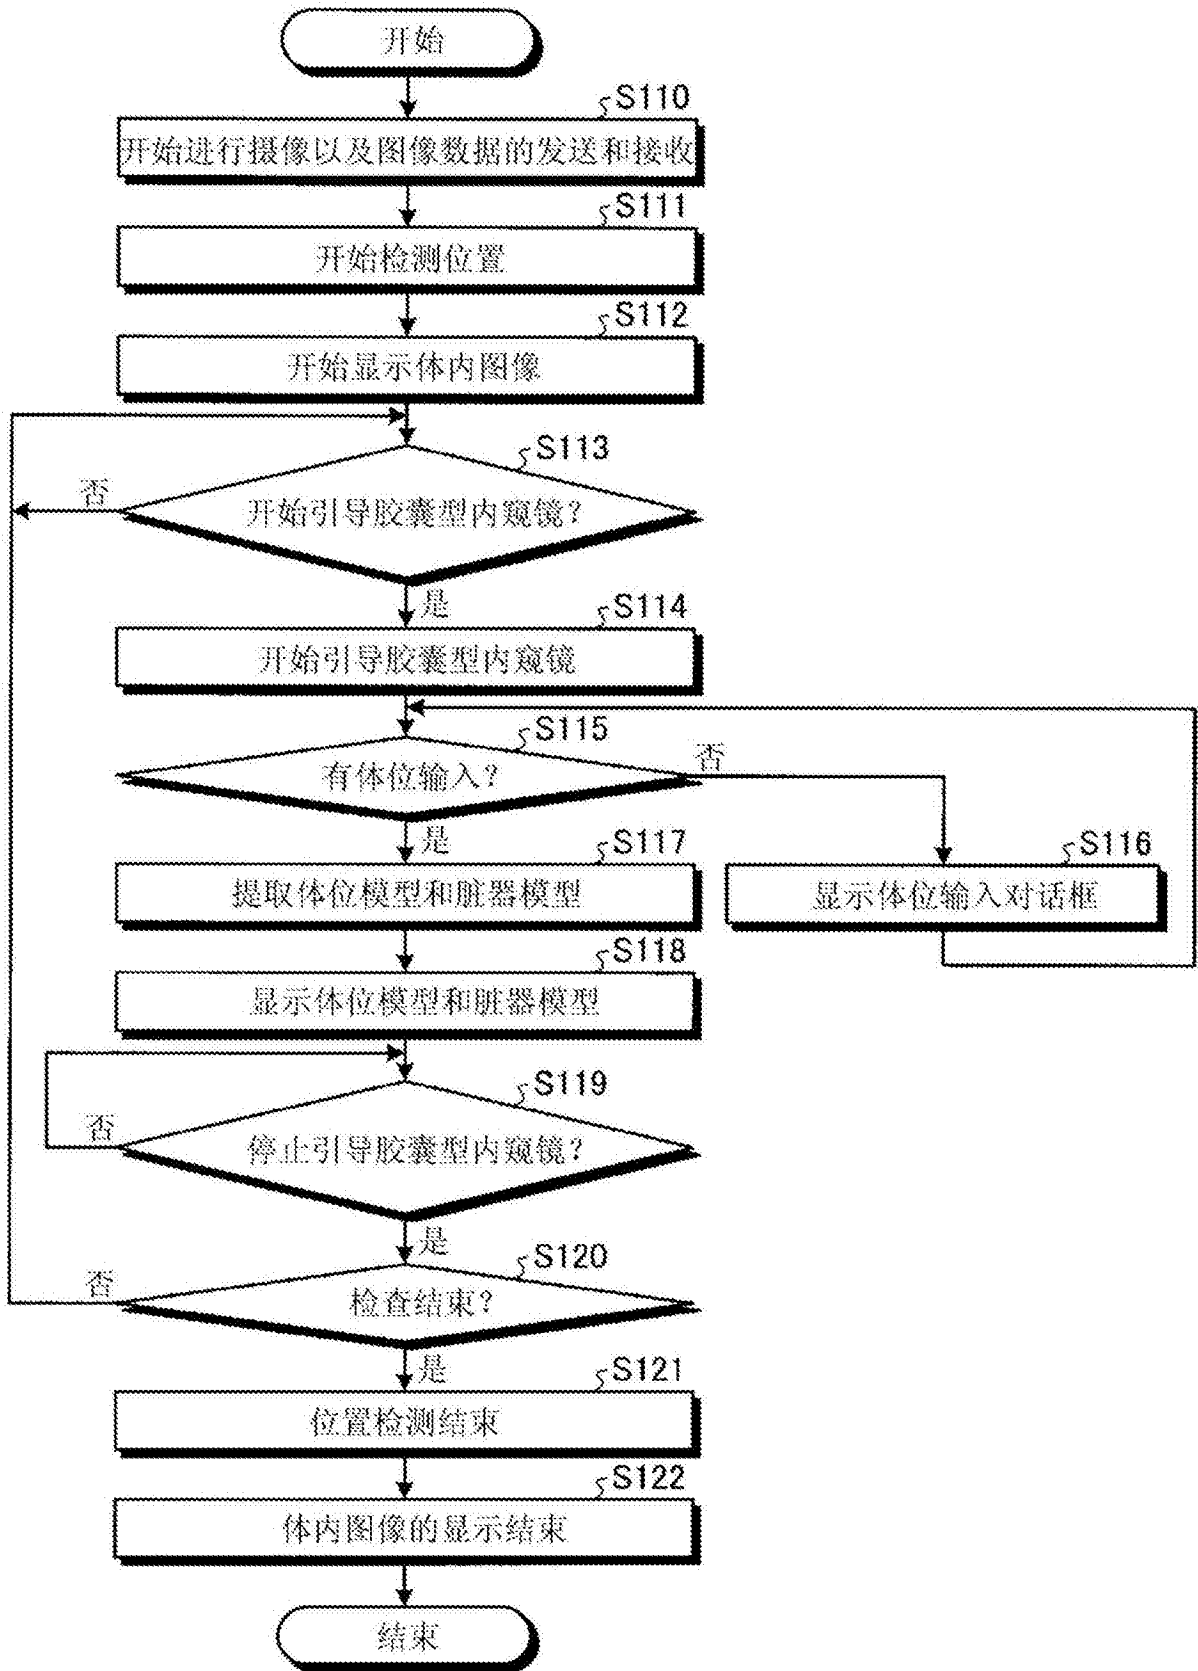 开始
S110
开始进行摄像以及图像数据的发送和接收
S111
开始检测位置
S112
开始显示体内图像
S113
否
开始引导胶囊型内窥镜？
是
S114
开始引导胶囊型内窥镜
S115
有体位输入？
否
是
S117
提取体位模型和脏器模型
S116
显示体位输入对话框
S118
显示体位模型和脏器模型
S119
否
停止引导胶囊型内窥镜？
是
S120
否
检查结束？
是
S121
位置检测结束
S122
体内图像的显示结束
结束